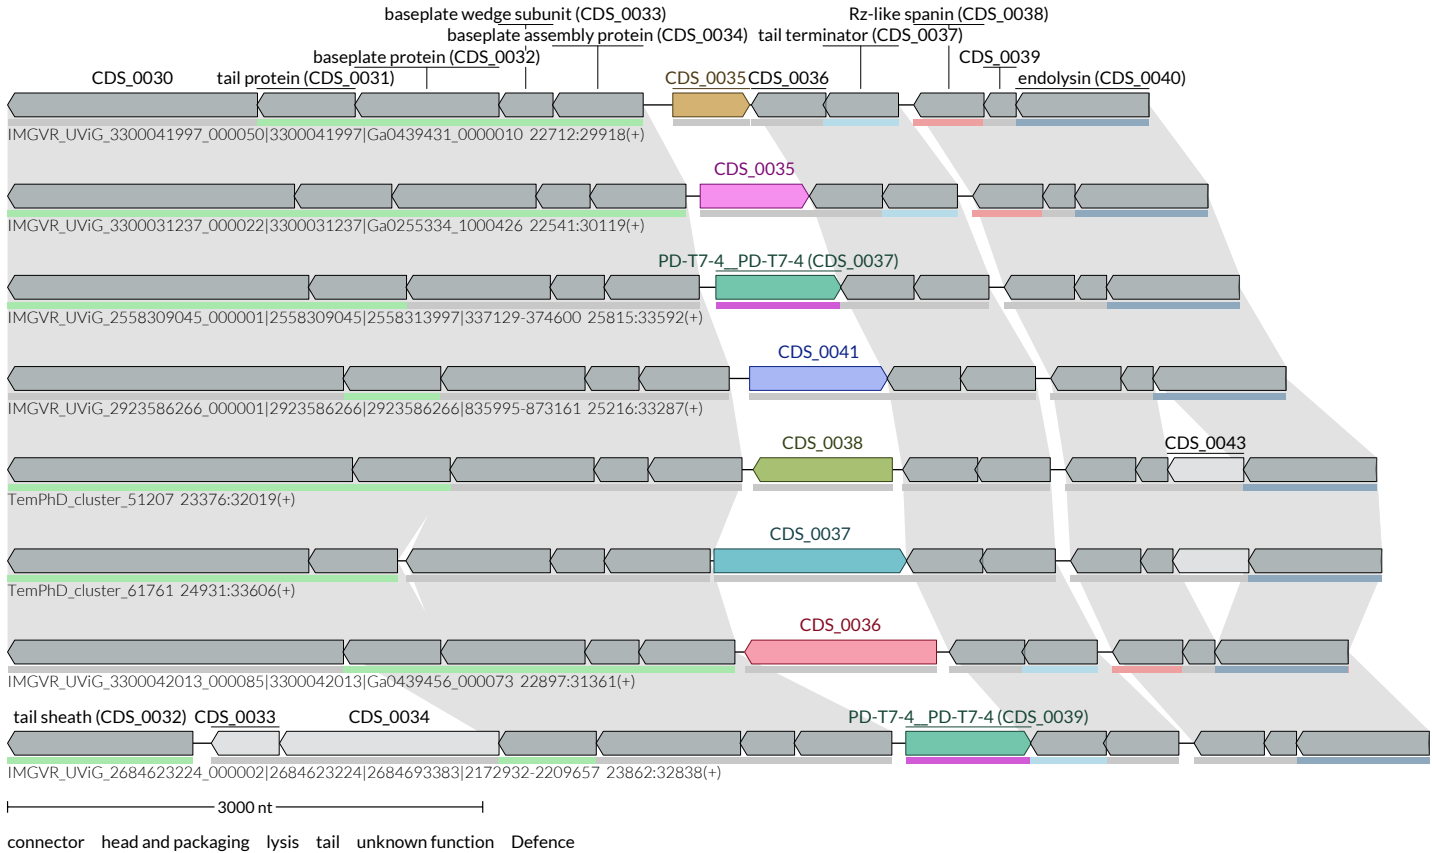 baseplate wedge subunit (CDS_0033) Rz-like spanin (CDS_0038)
baseplate assembly protein (CDS_0034) tail terminator (CDS_0037)
baseplate protein (CDS_0032) CDS_0039
CDS_0030 tail protein (CDS_0031) CDS_0035 CDS_0036 endolysin (CDS_0040)
IMGVR_UViG_3300041997_000050|3300041997|Ga0439431_0000010 22712:29918(+)
CDS_0035
IMGVR_UViG_3300031237_000022|3300031237|Ga0255334_1000426 22541:30119(+)
PD-T7-4__PD-T7-4 (CDS_0037)
IMGVR_UViG_2558309045_000001|2558309045|2558313997|337129-374600 25815:33592(+)
CDS_0041
IMGVR_UViG_2923586266_000001|2923586266|2923586266|835995-873161 25216:33287(+)
CDS_0038 CDS_0043
TemPhD_cluster_51207 23376:32019(+)
CDS_0037
TemPhD_cluster_61761 24931:33606(+)
CDS_0036
IMGVR_UViG_3300042013_000085|3300042013|Ga0439456_000073 22897:31361(+)
tail sheath (CDS_0032) CDS_0033 CDS_0034 PD-T7-4__PD-T7-4 (CDS_0039)
IMGVR_UViG_2684623224_000002|2684623224|2684693383|2172932-2209657 23862:32838(+)
3000 nt
connector head and packaging lysis tail unknown function Defence